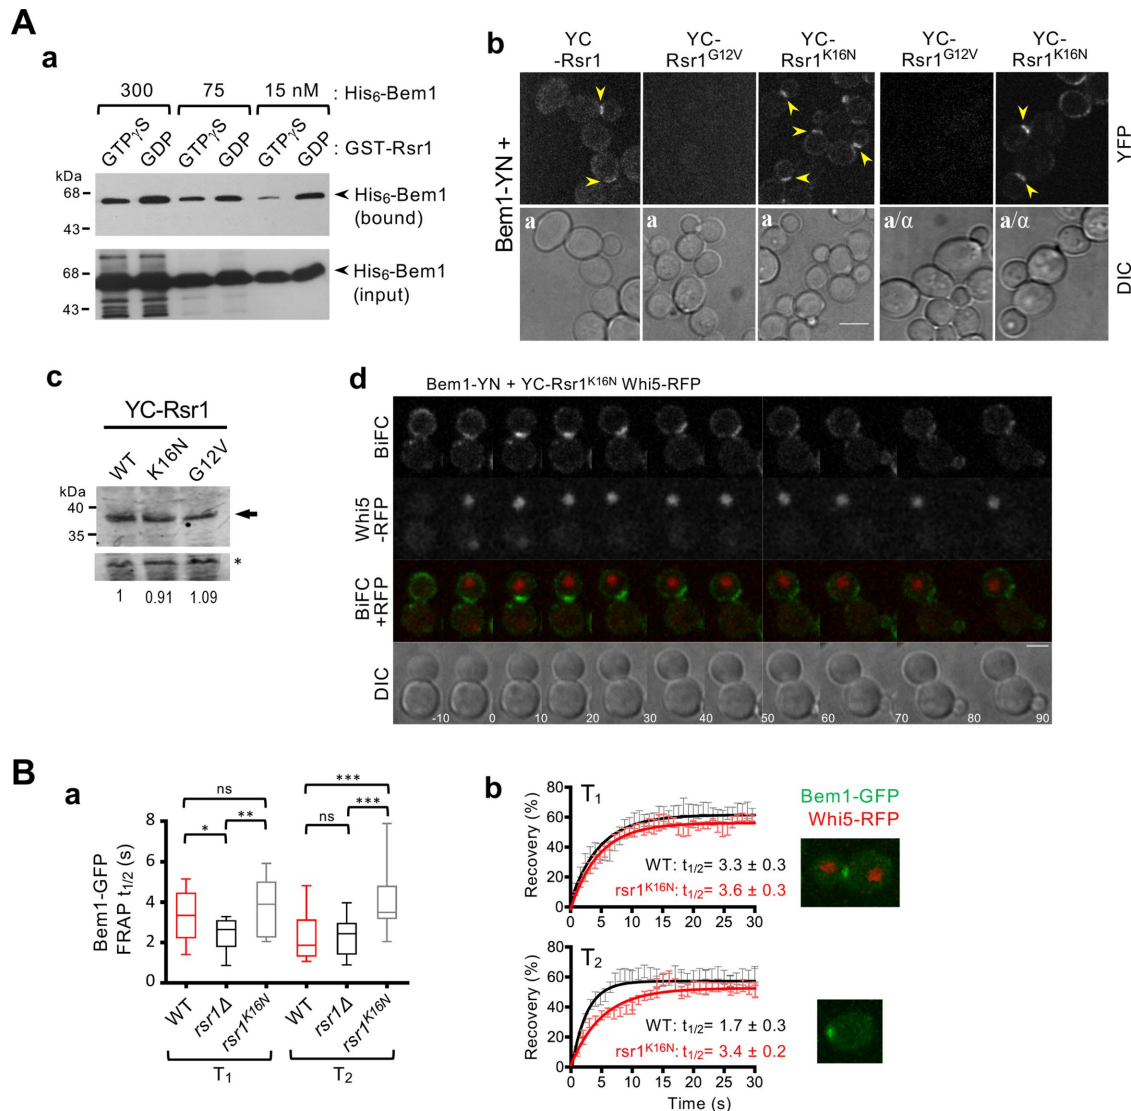 A
a
300 75 15 nM : His6-Bem1
GTPγS GDP GTPγS GDP GTPγS GDP : GST-Rsr1
kDa
68
His6-Bem1
(bound)
43
68
His6-Bem1
(input)
43
b
YC
-Rsr1
YC-
Rsr1G12V
YC-
Rsr1K16N
YC-
Rsr1G12V
YC-
Rsr1K16N
Bem1-YN +
YFP
a a a a/α a/α
DIC
c
YC-Rsr1
WT K16N G12V
kDa
40
35
*
1 0.91 1.09
d
Bem1-YN + YC-Rsr1K16N Whi5-RFP
BiFC
Whi5
-RFP
BiFC
+RFP
DIC
-10 0 10 20 30 40 50 60 70 80 90
B
a
Bem1-GFP
FRAP t1/2 (s)
8
6
4
2
0
ns
* **
***
ns ***
WT rsr1Δ rsr1K16N WT rsr1Δ rsr1K16N
T1 T2
b
Recovery (%)
80
60
40
20
0
T1
WT: t1/2= 3.3 ± 0.3
rsr1K16N: t1/2= 3.6 ± 0.3
0 5 10 15 20 25 30
Bem1-GFP
Whi5-RFP
Recovery (%)
80
60
40
20
0
T2
WT: t1/2= 1.7 ± 0.3
rsr1K16N: t1/2= 3.4 ± 0.2
0 5 10 15 20 25 30
Time (s)